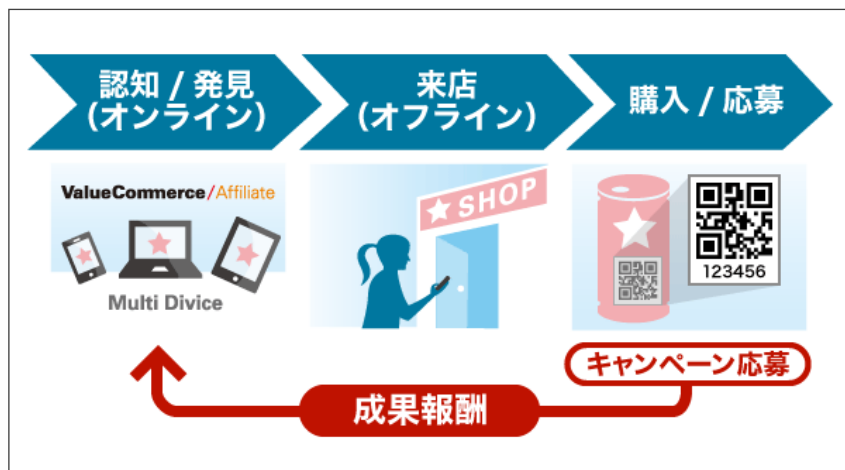 認知 / 発見
(オンライン)
来店
(オフライン)
購入 / 応募
ValueCommerce/Affiliate
Multi Divice
SHOP
123456
キャンペーン応募
成果報酬